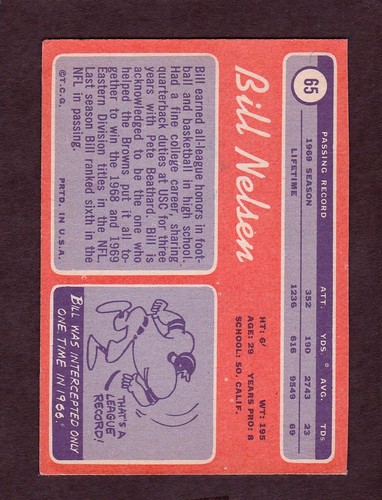 65
PASSING RECORD ATT. YDS. ° AVG. TDs
1969 SEASON 352 190 2743 23
LIFETIME 1236 616 9549 69
Bill Nelsen
HT: 6' WT: 195
AGE: 29 YEARS PRO: 8
SCHOOL: SO. CALIF.
Bill earned all-league honors in foot-
ball and basketball in high school.
Had a fine college career, sharing
quarterback duties at USC for three
years with Pete Beathard. Bill is
acknowledged to be the one who
helped the Browns put it all to-
gether to win the 1968 and 1969
Eastern Division titles in the NFL.
Last season Bill ranked sixth in the
NFL in passing.
©T.C.G. PRTD. IN U.S.A.
THAT'S A
LEAGUE
RECORD!
BILL WAS INTERCEPTED ONLY
ONE TIME IN 1966.